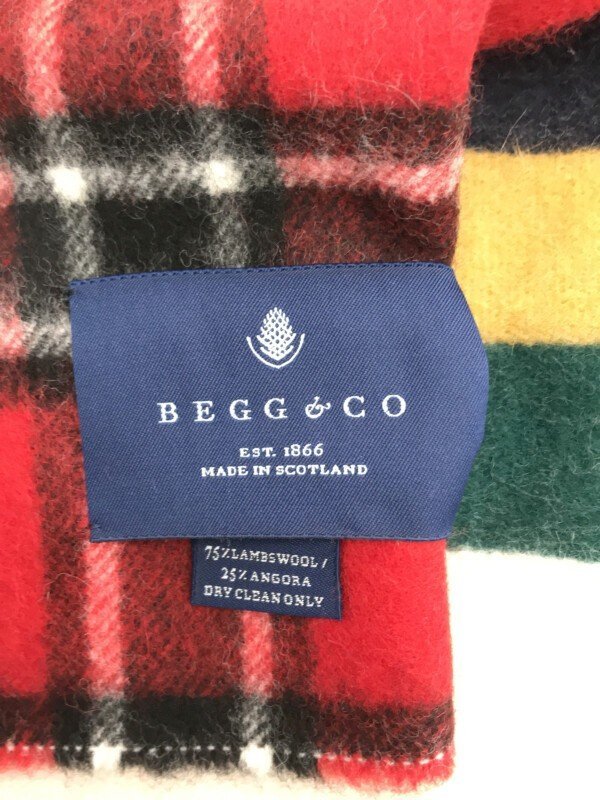 BEGG & CO
EST. 1866
MADE IN SCOTLAND
75% LAMBSWOOL /
25% ANGORA
DRY CLEAN ONLY